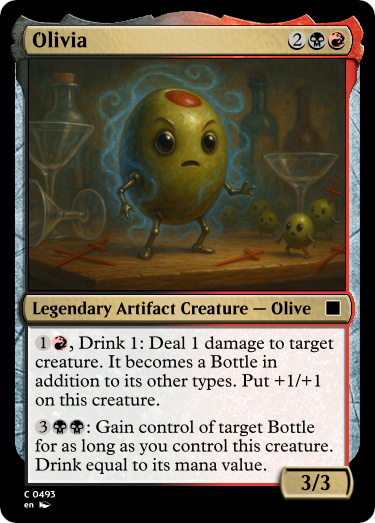 Olivia
2
Legendary Artifact Creature — Olive
1 , Drink 1: Deal 1 damage to target
creature. It becomes a Bottle in
addition to its other types. Put +1/+1
on this creature.
3 : Gain control of target Bottle
for as long as you control this creature.
Drink equal to its mana value.
3/3
C 0493
en